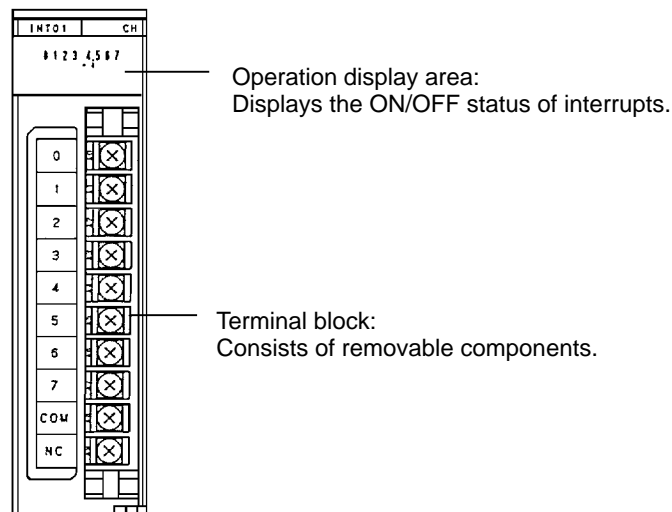 INT01 CH
0 1 2 3 4 5 6 7
Operation display area:
Displays the ON/OFF status of interrupts.
0
1
2
3
4
5
6
7
COM
NC
Terminal block:
Consists of removable components.